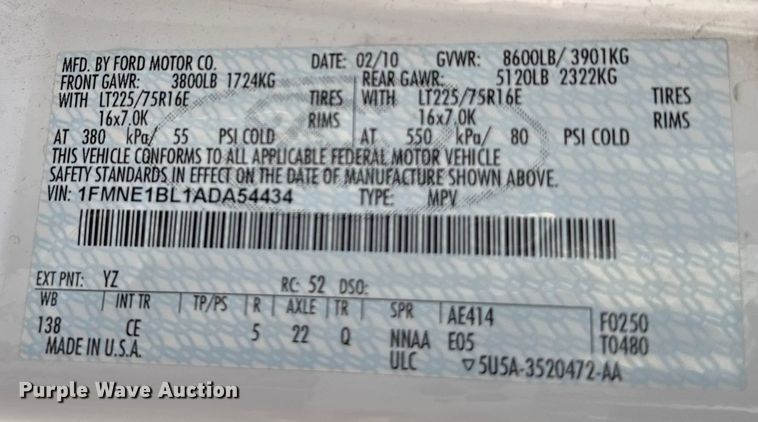 MFD. BY FORD MOTOR CO. DATE: 02/10 GVWR: 8600LB/ 3901KG
FRONT GAWR: 3800LB 1724KG REAR GAWR: 5120LB 2322KG
WITH LT225/75R16E TIRES WITH LT225/75R16E TIRES
16x7.0K RIMS 16x7.0K RIMS
AT 380 kPa/ 55 PSI COLD AT 550 kPa/ 80 PSI COLD
THIS VEHICLE CONFORMS TO ALL APPLICABLE FEDERAL MOTOR VEHICLE
SAFETY STANDARDS IN EFFECT ON THE DATE OF MANUFACTURE SHOWN ABOVE.
VIN: 1FMNE1BL1ADA54434 TYPE: MPV
EXT PNT: YZ RC: 52 DSO:
WB INT TR TP/PS R AXLE TR SPR AE414 F0250
138 CE 5 22 Q NNAA E05 T0480
MADE IN U.S.A. ULC ▽5U5A-3520472-AA
Purple Wave Auction